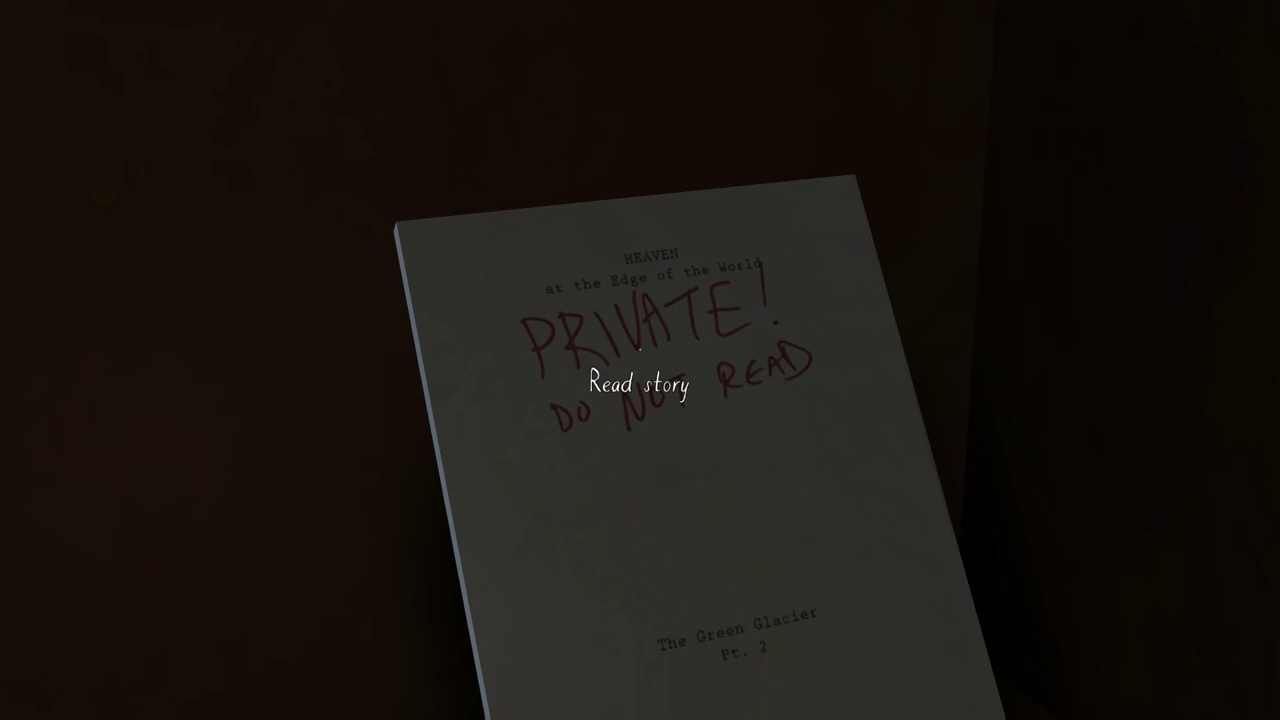 HEAVEN
at the Edge of the World
PRIVATE!
Read story
DO NOT READ
The Green Glacier
Pt. 2